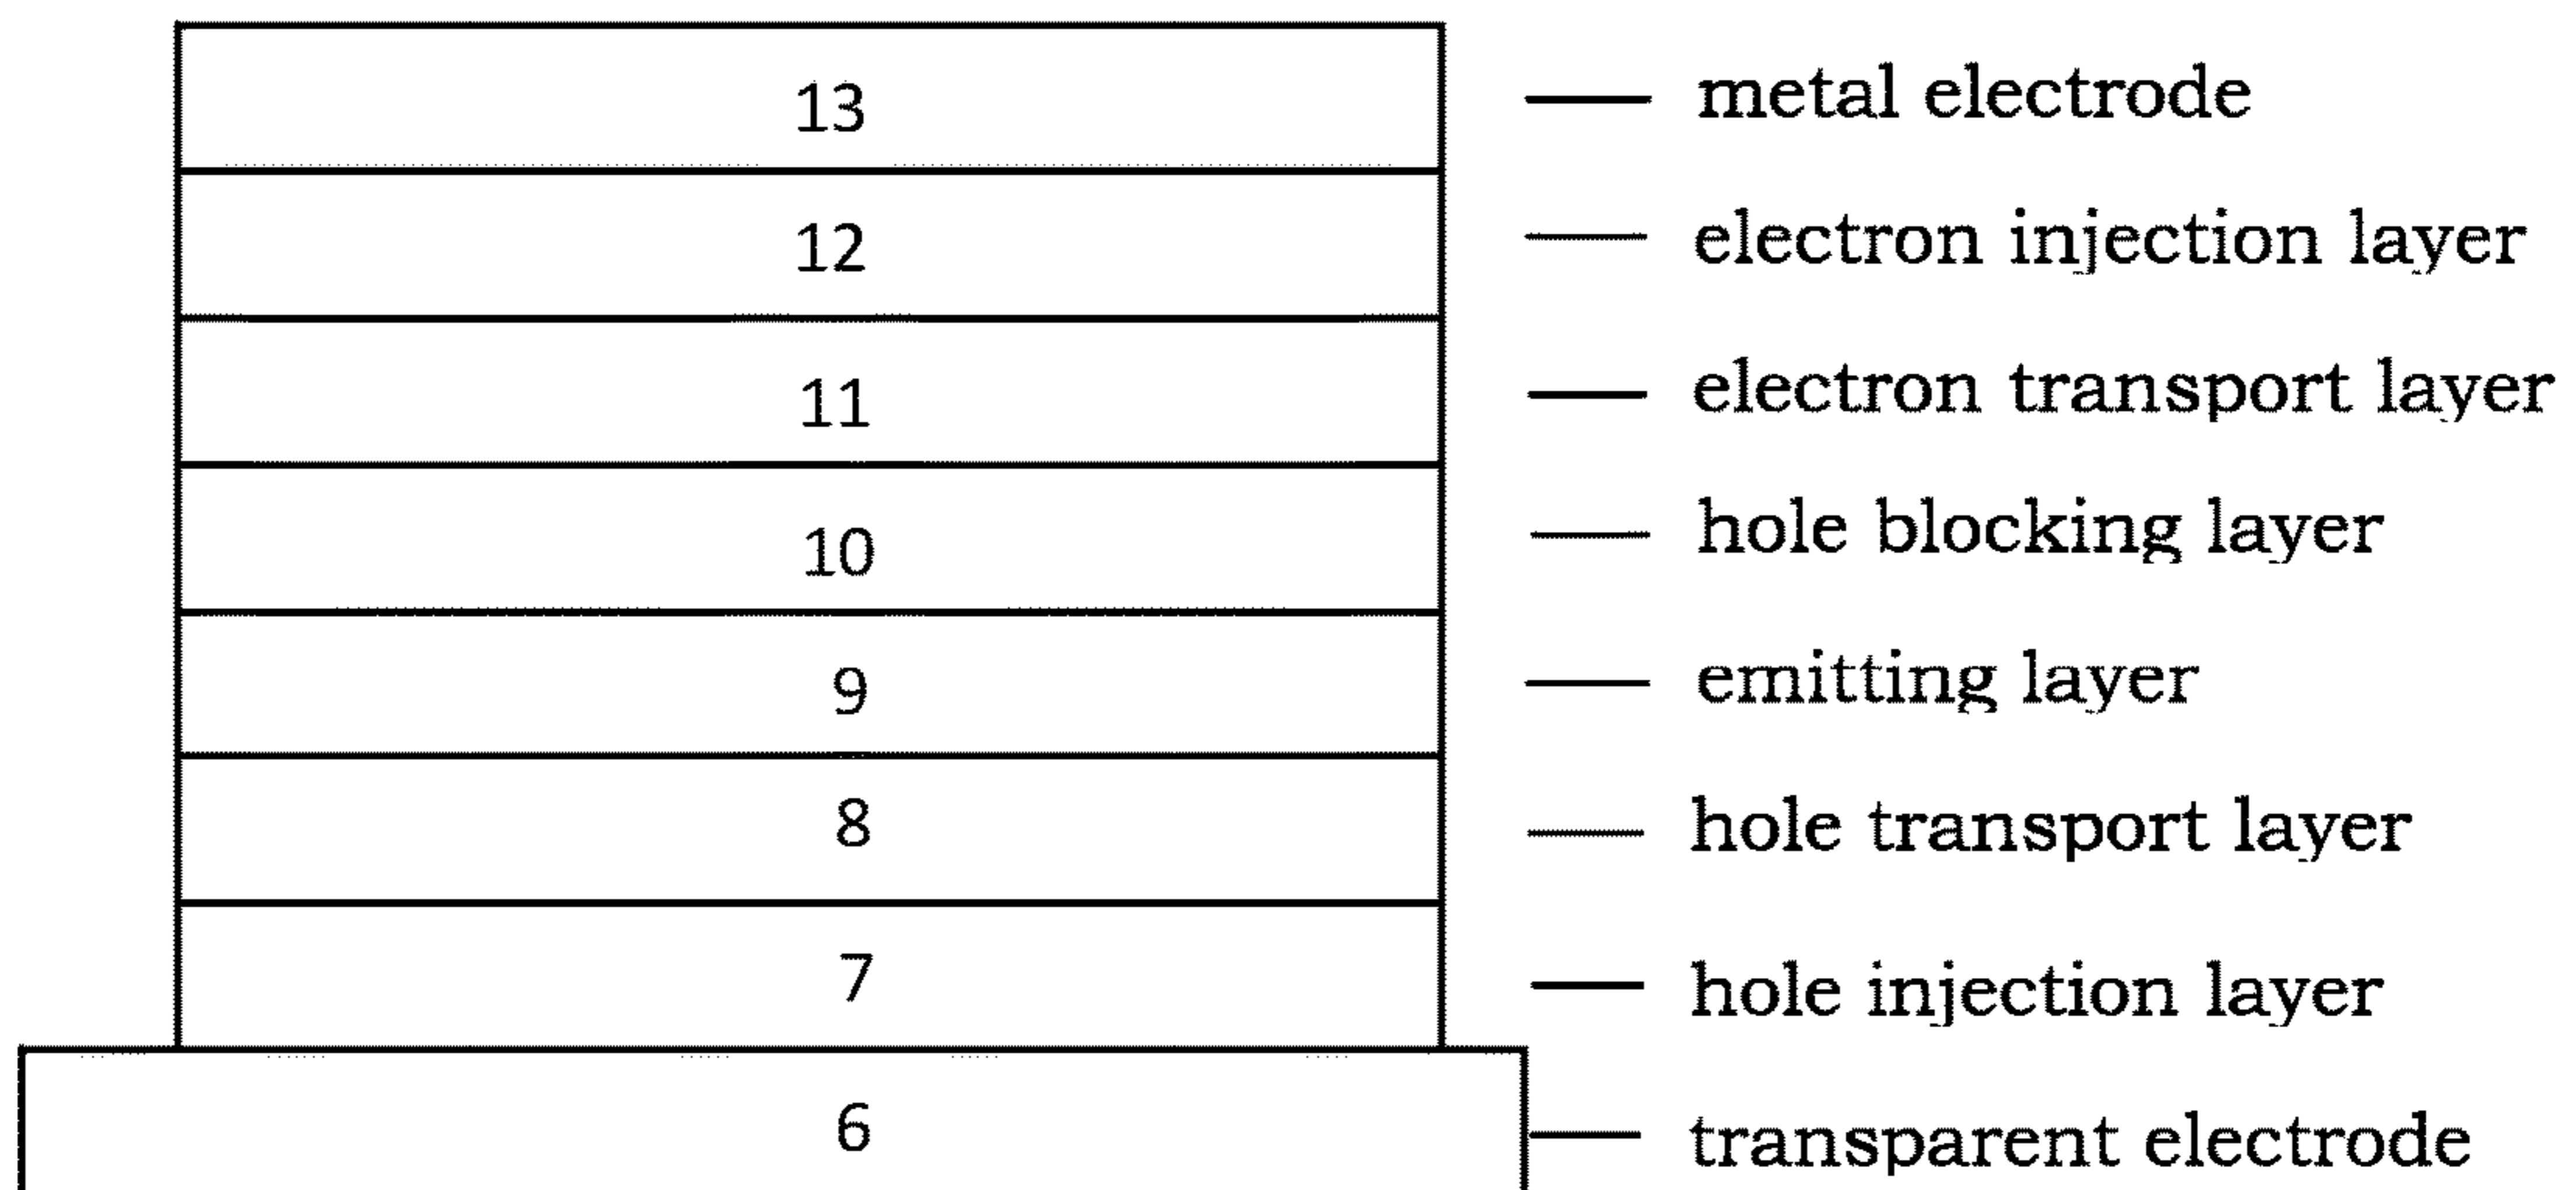 13 — metal electrode
12 — electron injection layer
11 — electron transport layer
10 — hole blocking layer
9 — emitting layer
8 — hole transport layer
7 — hole injection layer
6 — transparent electrode